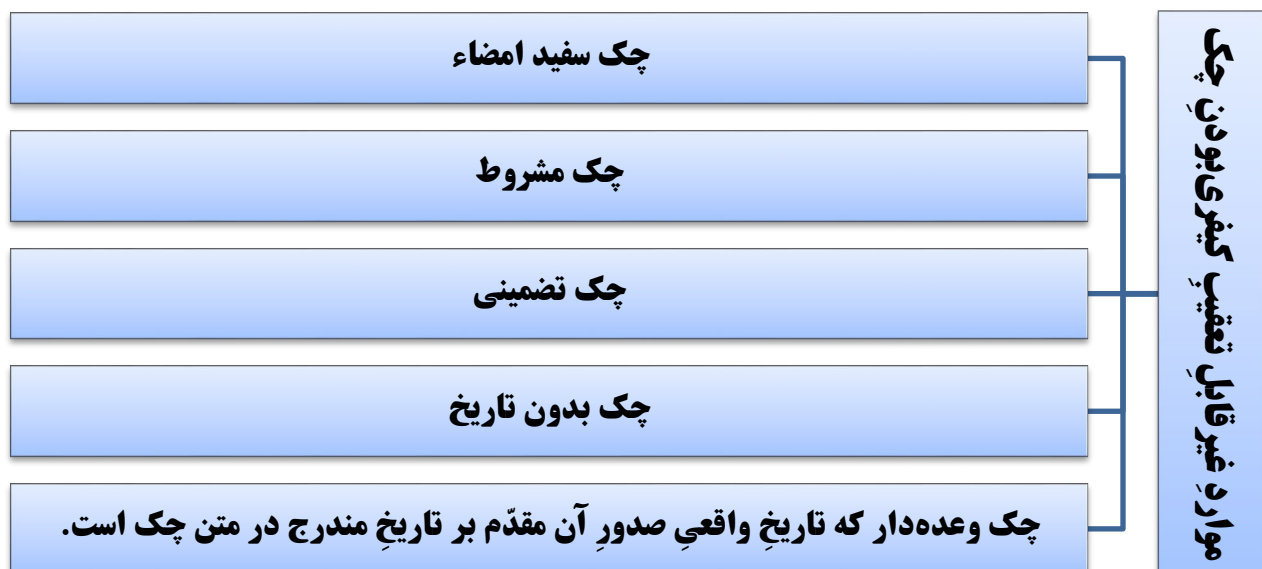 مواردِ غیرقابلِ تعقیبِ کیفری‌بودنِ چک
چک سفید امضاء
چک مشروط
چک تضمینی
چک بدون تاریخ
چک وعده‌دار که تاریخِ واقعیِ صدورِ آن مقدّم بر تاریخِ مندرج در متن چک است.